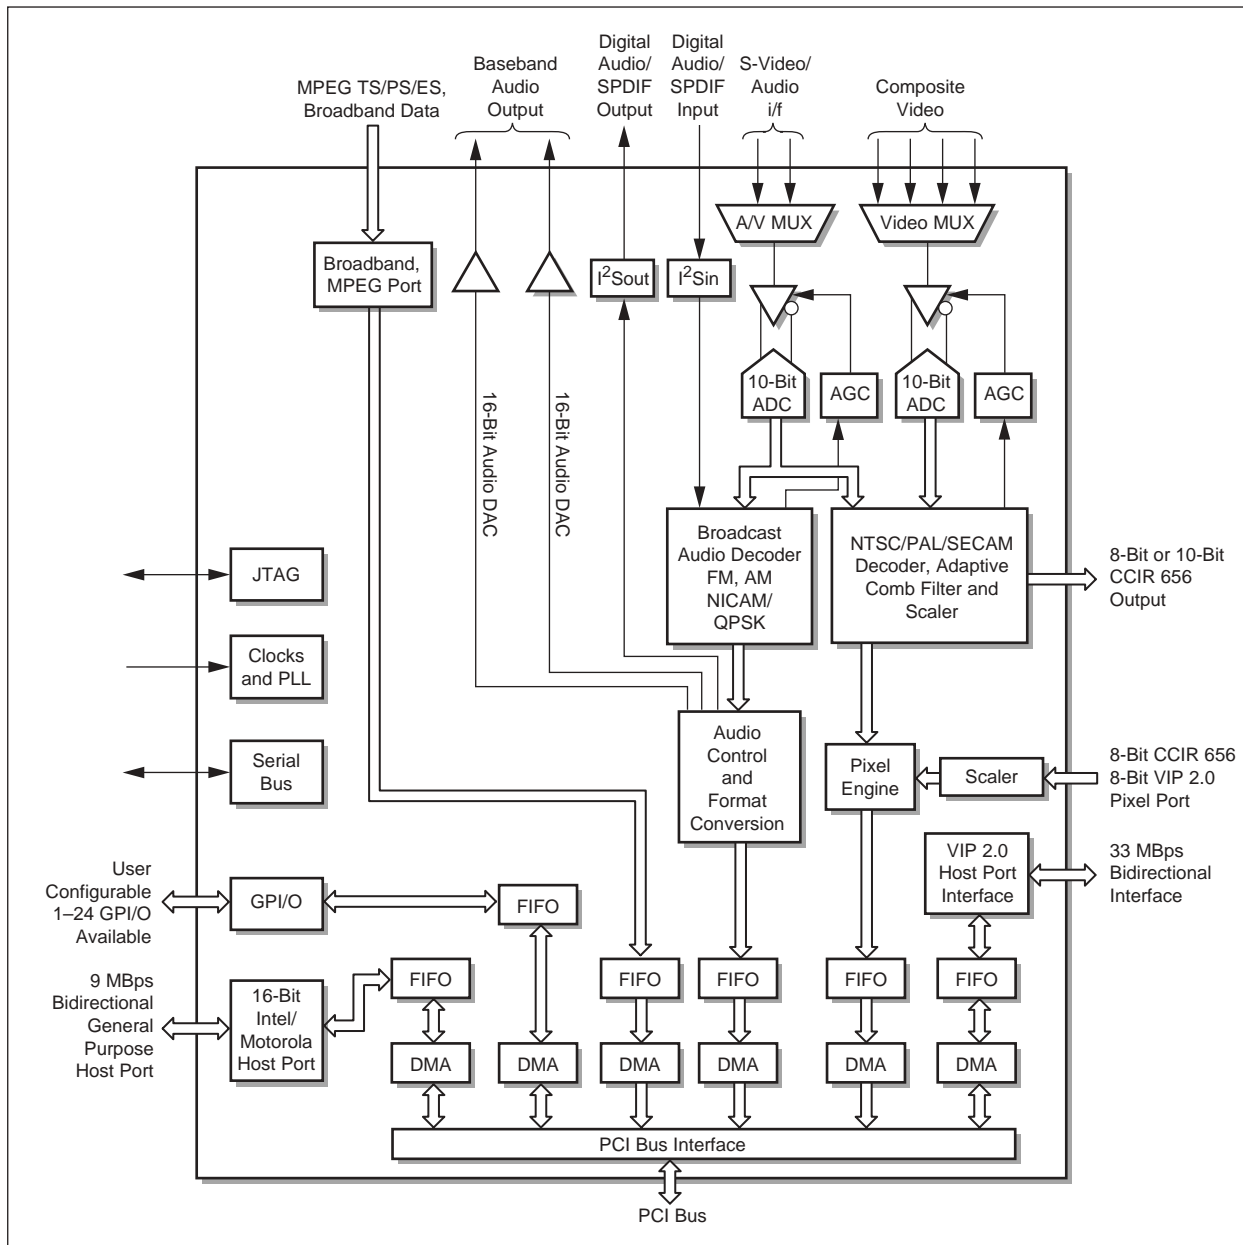 MPEG TS/PS/ES,
Broadband Data
Baseband
Audio
Output
Digital
Audio/
SPDIF
Output
Digital
Audio/
SPDIF
Input
S-Video/
Audio
i/f
Composite
Video
A/V MUX
Video MUX
Broadband,
MPEG Port
I2Sout
I2Sin
10-Bit
ADC
AGC
10-Bit
ADC
AGC
16-Bit Audio DAC
16-Bit Audio DAC
Broadcast
Audio Decoder
FM, AM
NICAM/
QPSK
NTSC/PAL/SECAM
Decoder, Adaptive
Comb Filter and
Scaler
8-Bit or 10-Bit
CCIR 656
Output
JTAG
Clocks
and PLL
Serial
Bus
Audio
Control
and
Format
Conversion
Pixel
Engine
Scaler
8-Bit CCIR 656
8-Bit VIP 2.0
Pixel Port
VIP 2.0
Host Port
Interface
33 MBps
Bidirectional
Interface
User
Configurable
1–24 GPI/O
Available
GPI/O
FIFO
9 MBps
Bidirectional
General
Purpose
Host Port
16-Bit
Intel/
Motorola
Host Port
FIFO
FIFO
FIFO
FIFO
FIFO
DMA
DMA
DMA
DMA
DMA
DMA
PCI Bus Interface
PCI Bus